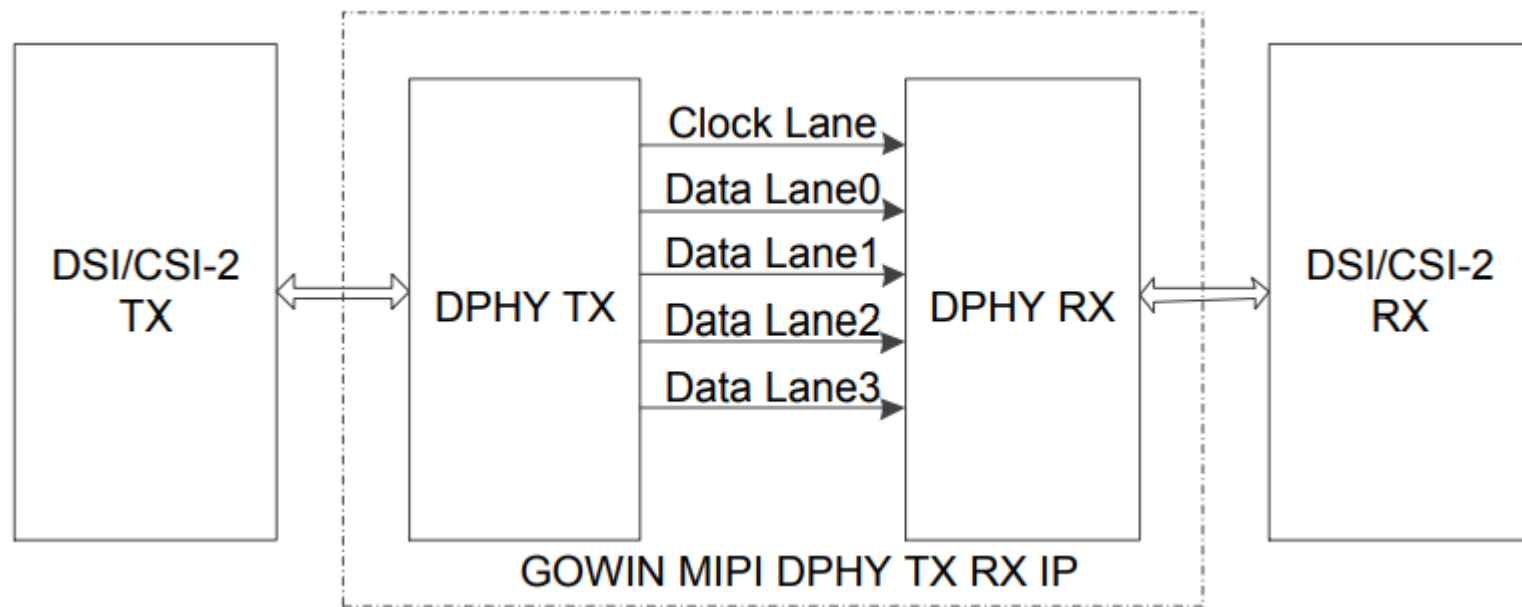 DSI/CSI-2
TX
DPHY TX
Clock Lane
Data Lane0
Data Lane1
Data Lane2
Data Lane3
DPHY RX
DSI/CSI-2
RX
GOWIN MIPI DPHY TX RX IP